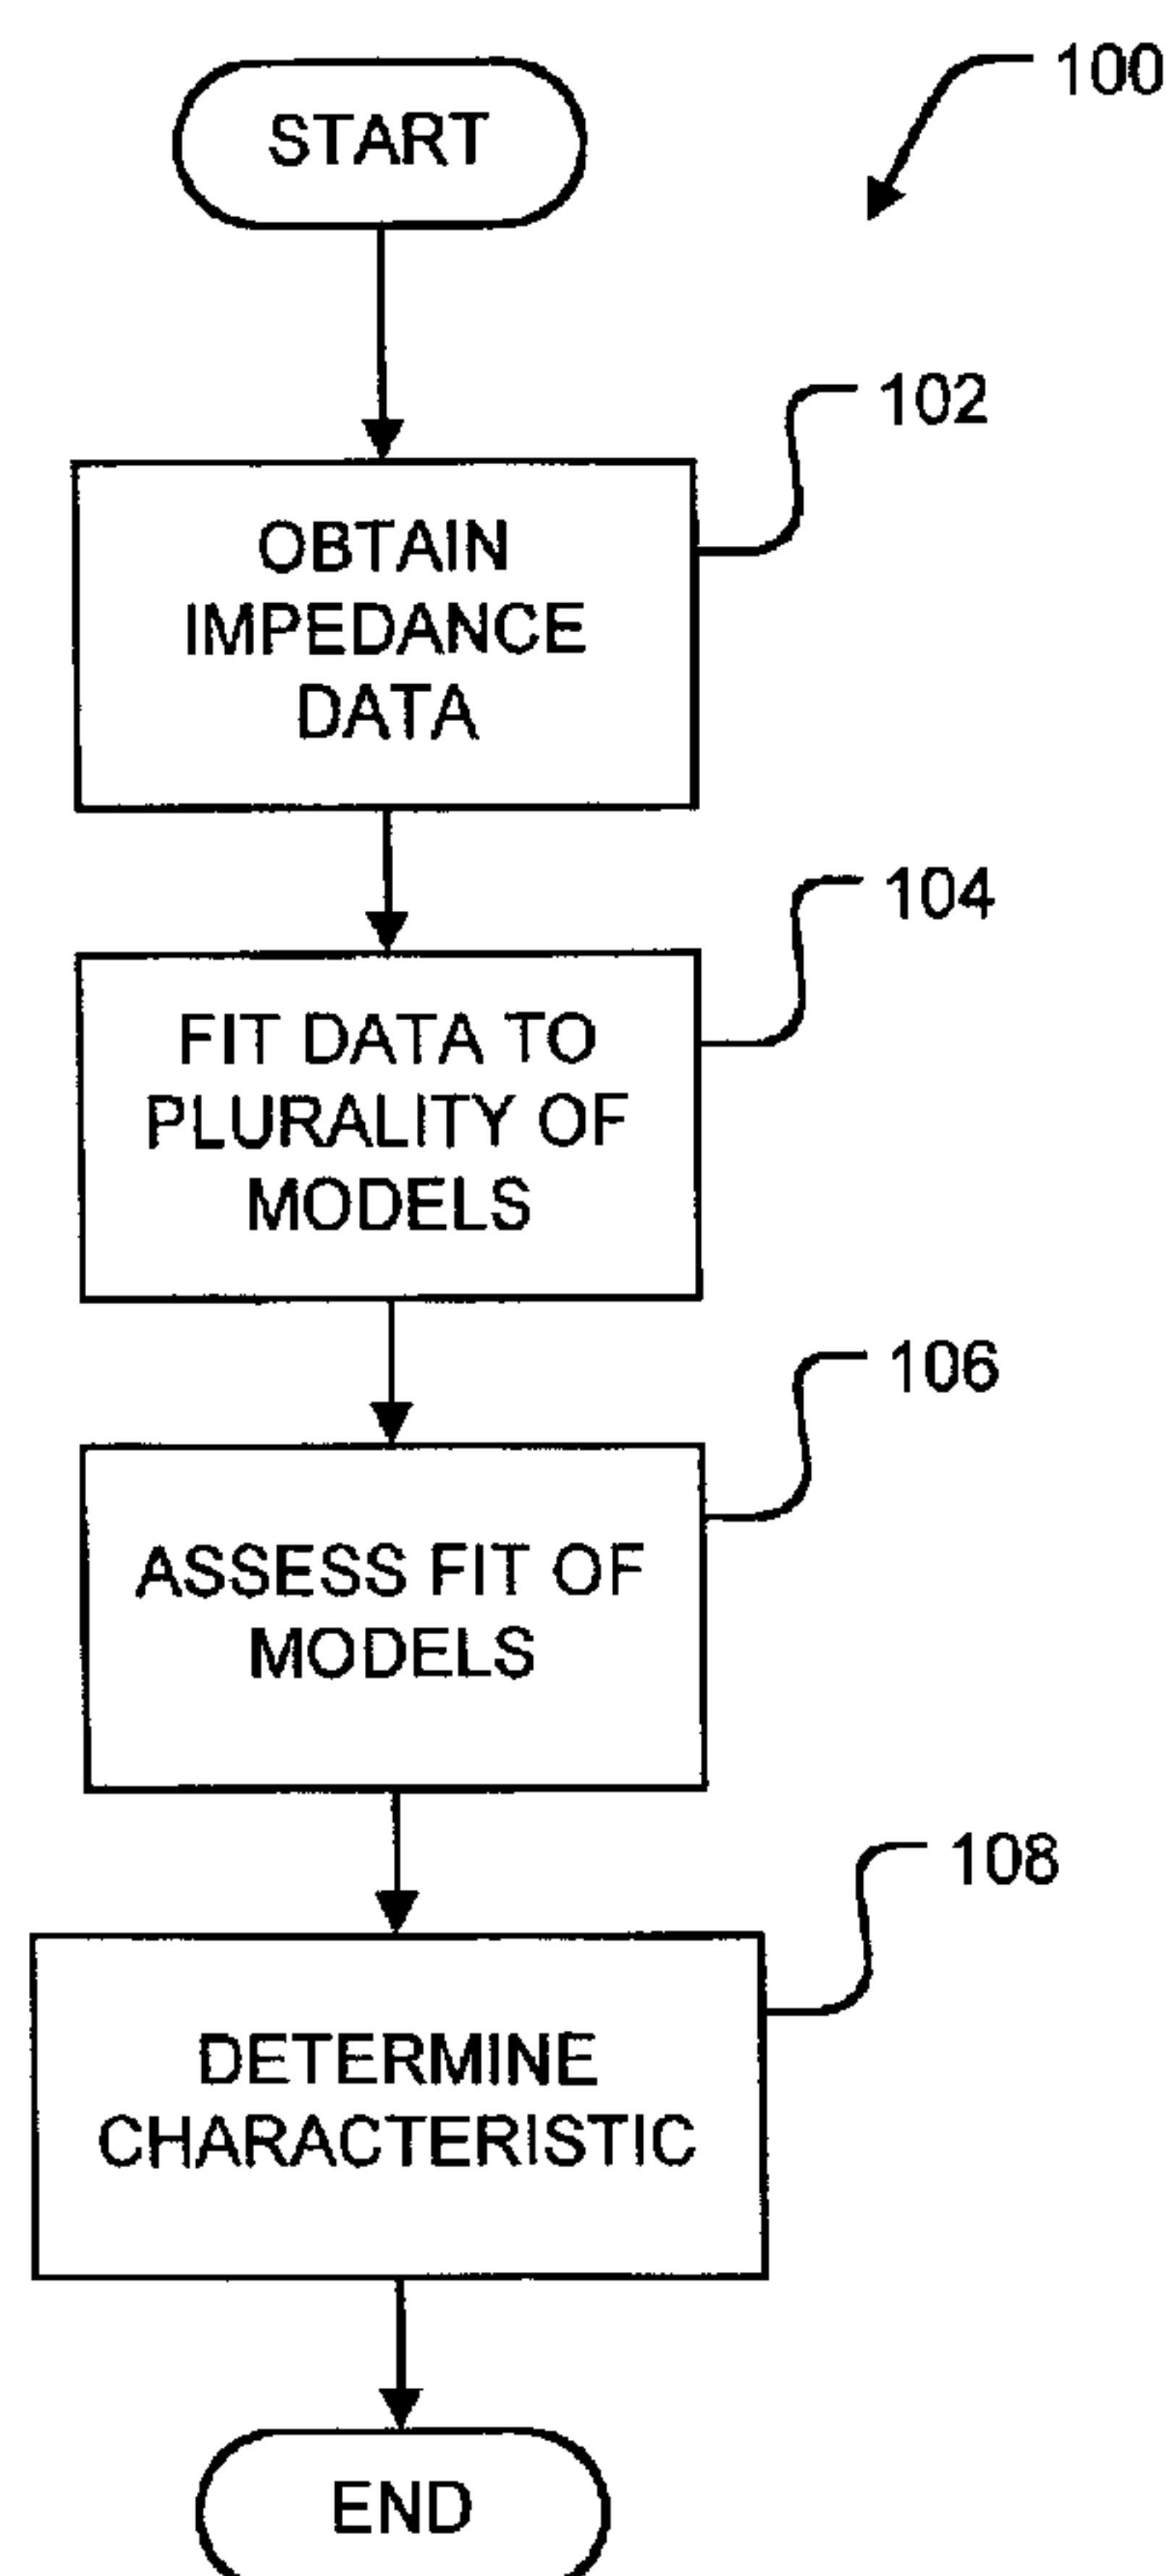 START
100
102
OBTAIN
IMPEDANCE
DATA
104
FIT DATA TO
PLURALITY OF
MODELS
106
ASSESS FIT OF
MODELS
108
DETERMINE
CHARACTERISTIC
END